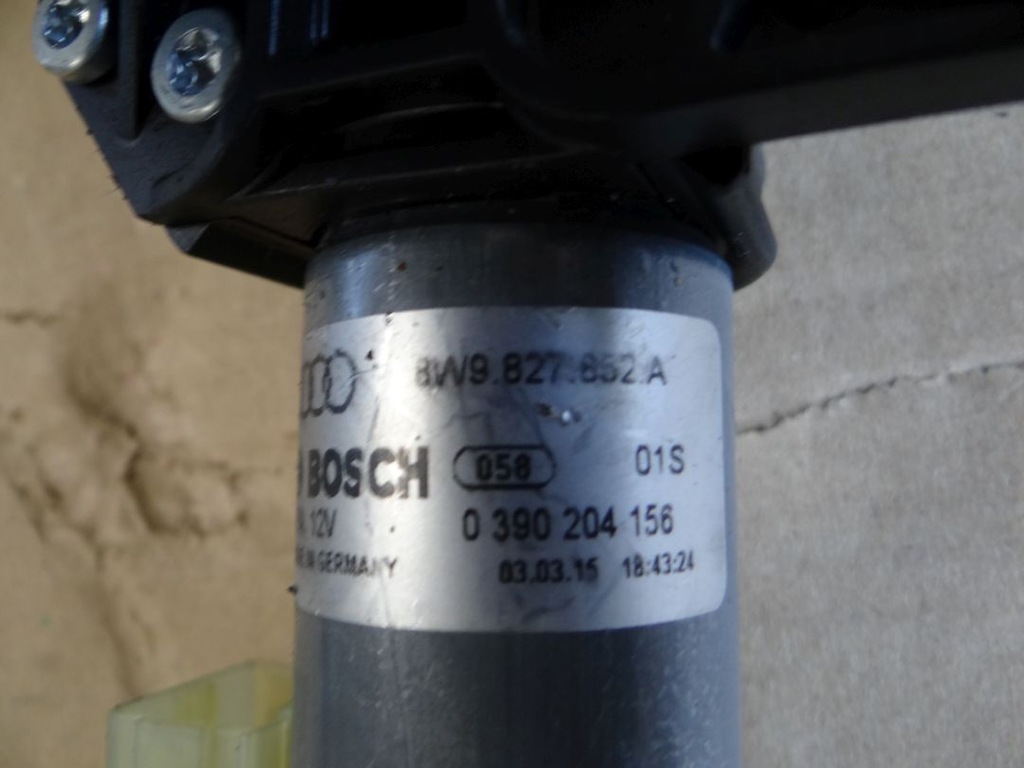 8W9.827.852.A
BOSCH 058 01S
12V 0 390 204 156
GERMANY 03.03.15 18:43:24